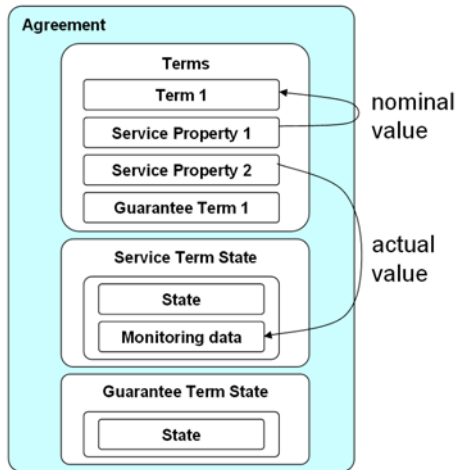 Agreement
Terms
Term 1
Service Property 1
Service Property 2
Guarantee Term 1
nominal
value
actual
value
Service Term State
State
Monitoring data
Guarantee Term State
State